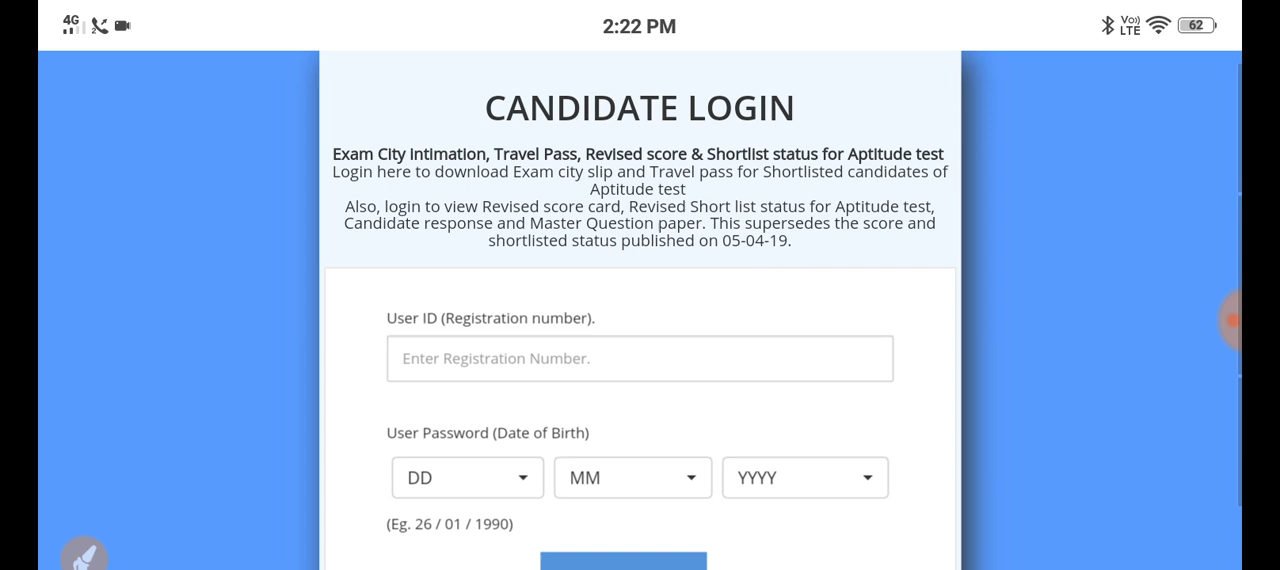 4G 2:22 PM Vo) LTE 62
2
CANDIDATE LOGIN
Exam City Intimation, Travel Pass, Revised score & Shortlist status for Aptitude test
Login here to download Exam city slip and Travel pass for Shortlisted candidates of
Aptitude test
Also, login to view Revised score card, Revised Short list status for Aptitude test,
Candidate response and Master Question paper. This supersedes the score and
shortlisted status published on 05-04-19.
User ID (Registration number).
Enter Registration Number.
User Password (Date of Birth)
DD MM YYYY
(Eg. 26 / 01 / 1990)